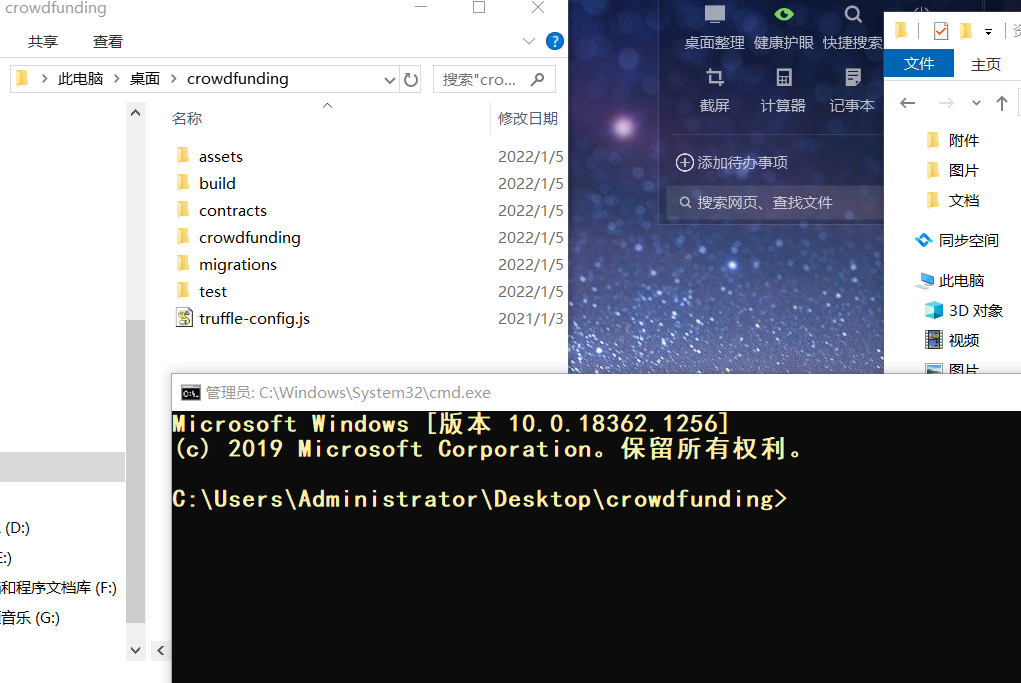 crowdfunding
共享 查看
此电脑 桌面 crowdfunding
搜索"cro...
名称 修改日期
assets 2022/1/5
build 2022/1/5
contracts 2022/1/5
crowdfunding 2022/1/5
migrations 2022/1/5
test 2022/1/5
truffle-config.js 2021/1/3
(D:)
E:)
和程序文档库 (F:)
音乐 (G:)
桌面整理 健康护眼 快捷搜索
截屏 计算器 记事本
添加待办事项
搜索网页、查找文件
文件 主页
附件
图片
文档
同步空间
此电脑
3D 对象
视频
图片
管理员: C:\Windows\System32\cmd.exe
Microsoft Windows [版本 10.0.18362.1256]
(c) 2019 Microsoft Corporation。保留所有权利。
C:\Users\Administrator\Desktop\crowdfunding>